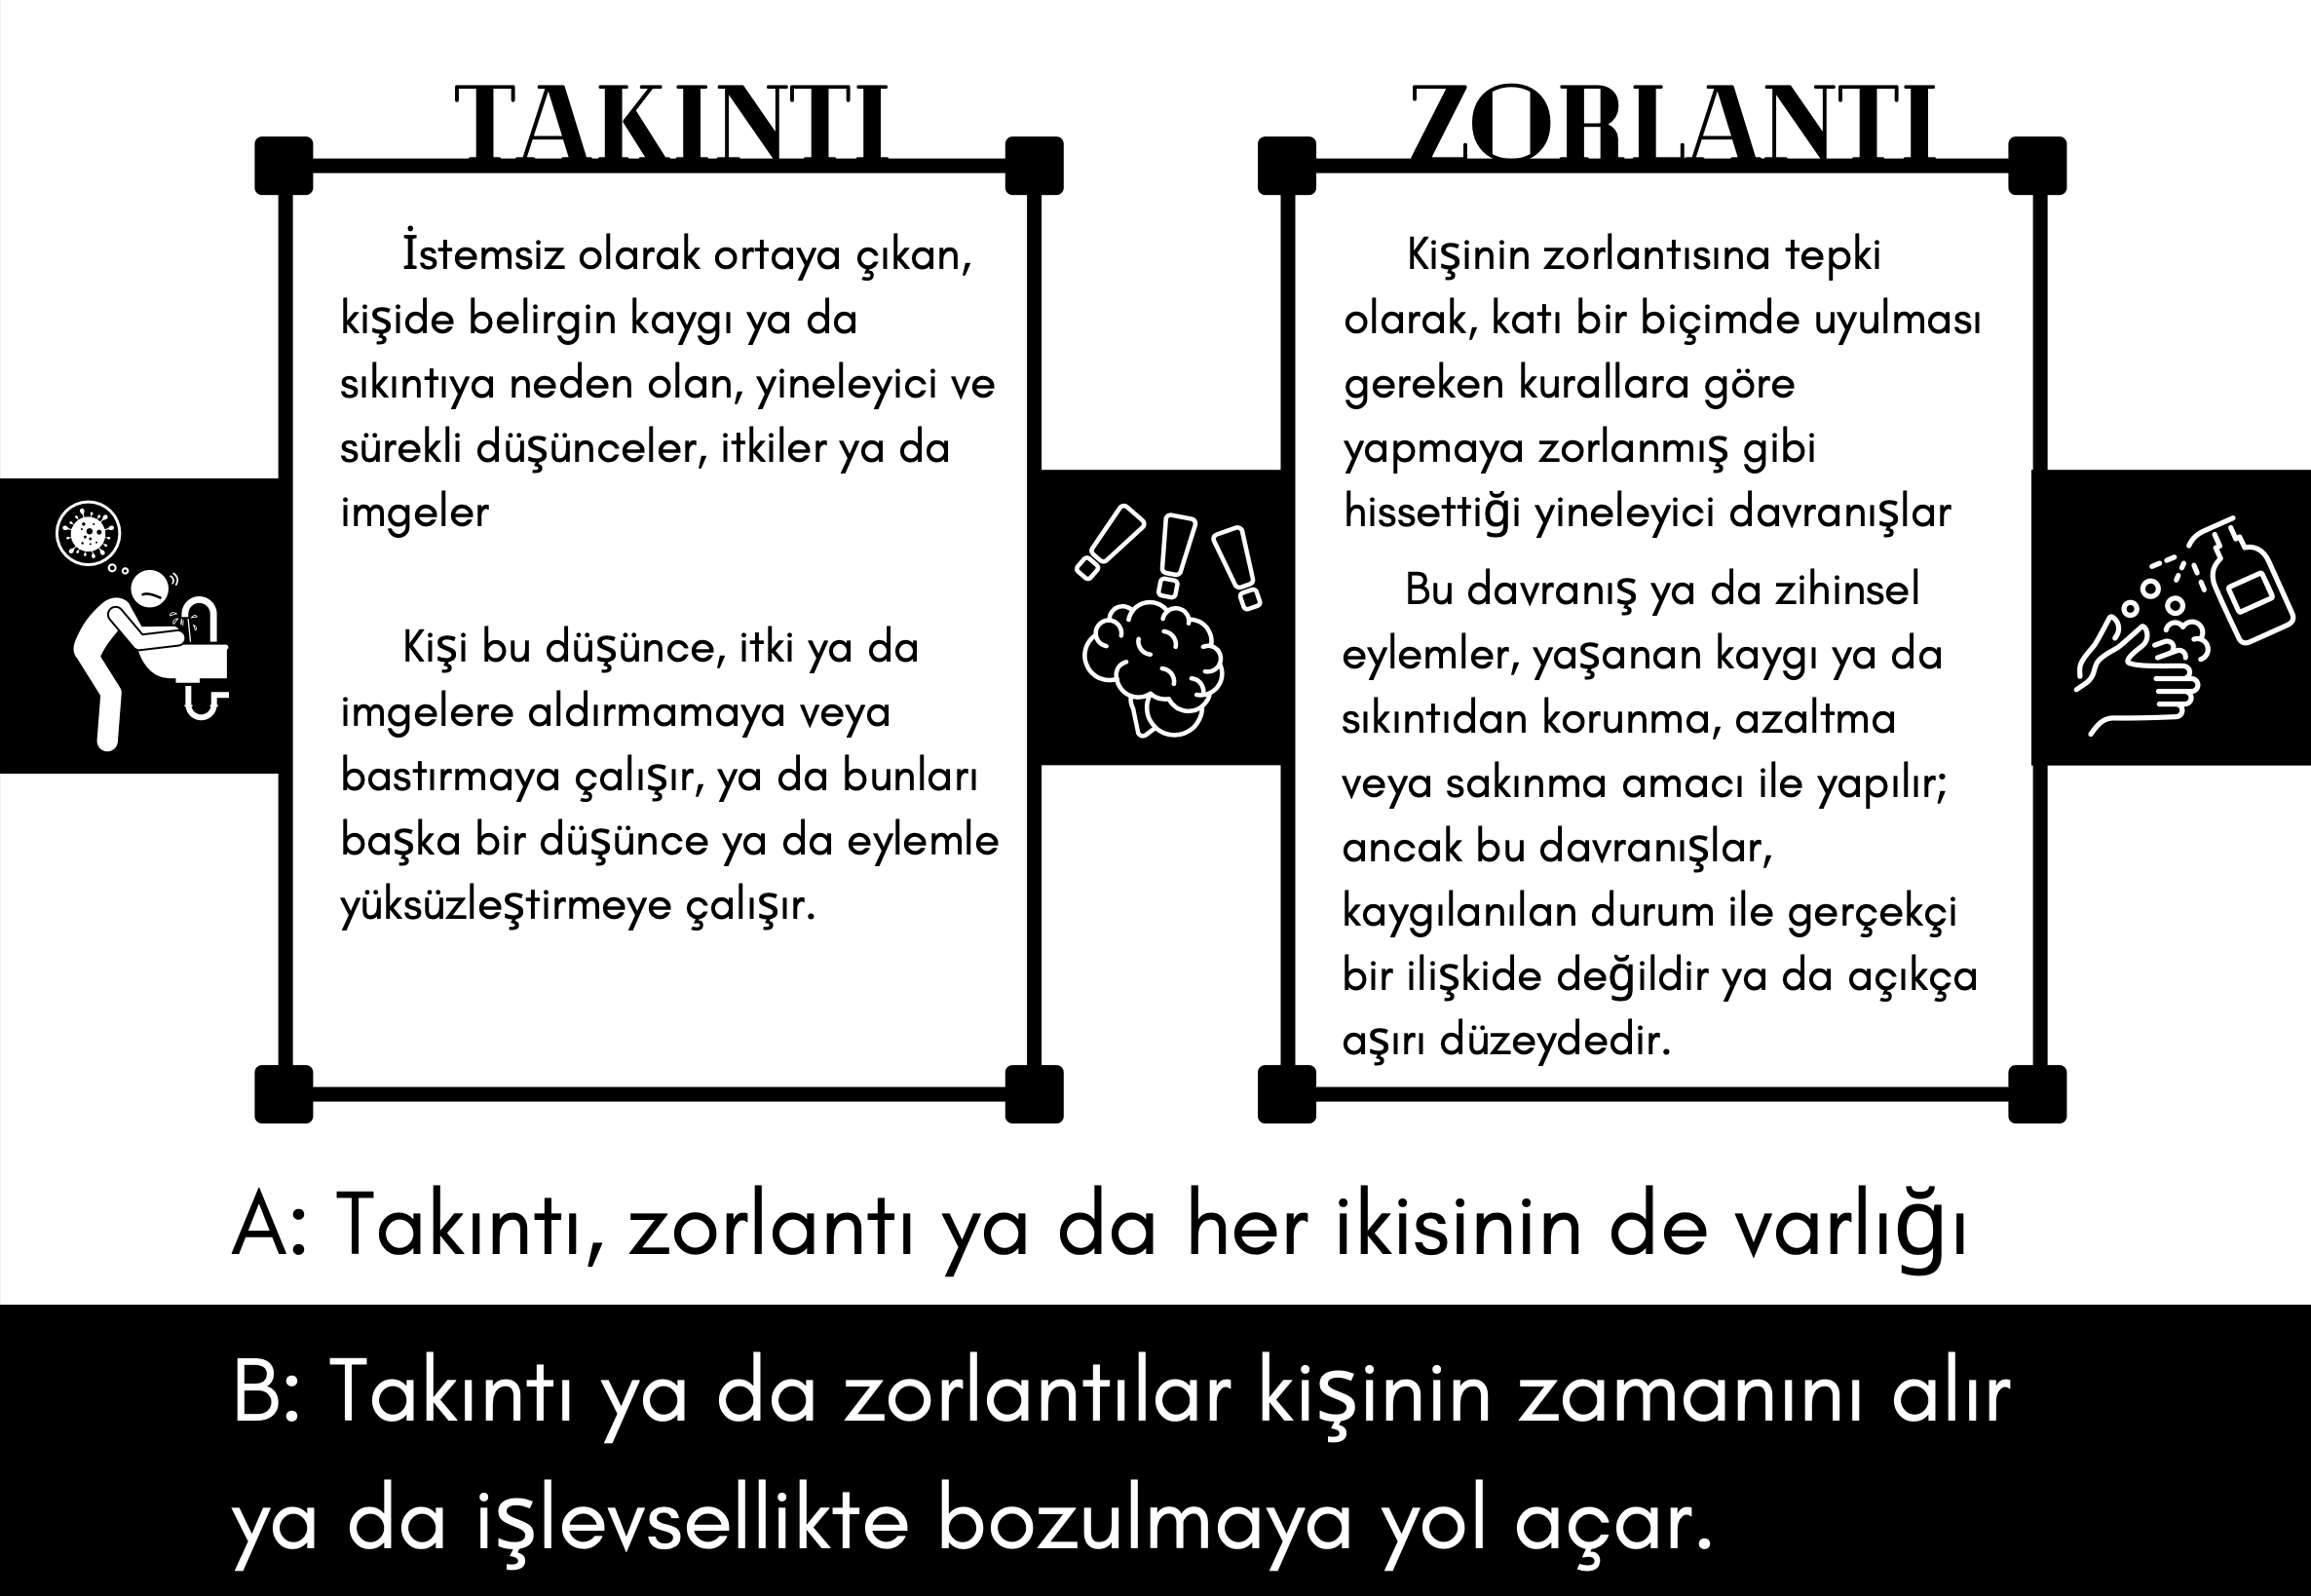 TAKINTI
İstemsiz olarak ortaya çıkan,
kişide belirgin kaygı ya da
sıkıntıya neden olan, yineleyici ve
sürekli düşünceler, itkiler ya da
imgeler
Kişi bu düşünce, itki ya da
imgelere aldırmamaya veya
bastırmaya çalışır, ya da bunları
başka bir düşünce ya da eylemle
yüksüzleştirmeye çalışır.
ZORLANTI
Kişinin zorlantısına tepki
olarak, katı bir biçimde uyulması
gereken kurallara göre
yapmaya zorlanmış gibi
hissettiği yineleyici davranışlar
Bu davranış ya da zihinsel
eylemler, yaşanan kaygı ya da
sıkıntıdan korunma, azaltma
veya sakınma amacı ile yapılır;
ancak bu davranışlar,
kaygılanılan durum ile gerçekçi
bir ilişkide değildir ya da açıkça
aşırı düzeydedir.
A: Takıntı, zorlantı ya da her ikisinin de varlığı
B: Takıntı ya da zorlantılar kişinin zamanını alır
ya da işlevsellikte bozulmaya yol açar.